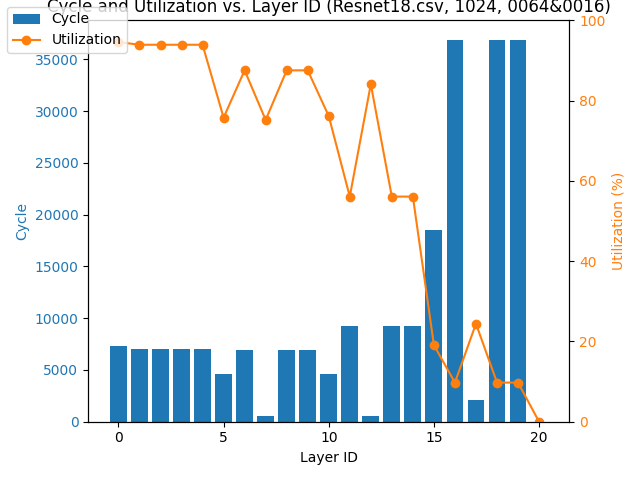 Cycle and Utilization vs. Layer ID (Resnet18.csv, 1024, 0064&0016)
Cycle
Utilization
35000
30000
25000
20000
15000
10000
5000
0
Cycle
100
80
60
40
20
0
Utilization (%)
0 5 10 15 20
Layer ID